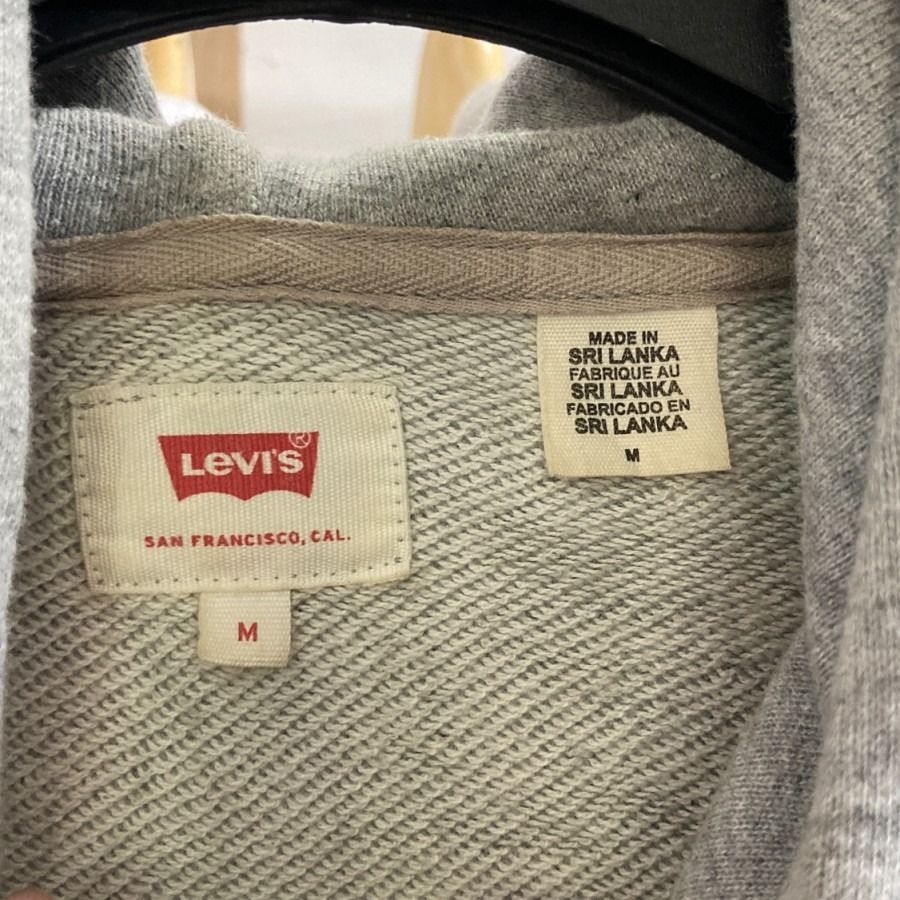 LEVI'S®
SAN FRANCISCO, CAL.
M
MADE IN
SRI LANKA
FABRIQUE AU
SRI LANKA
FABRICADO EN
SRI LANKA
M